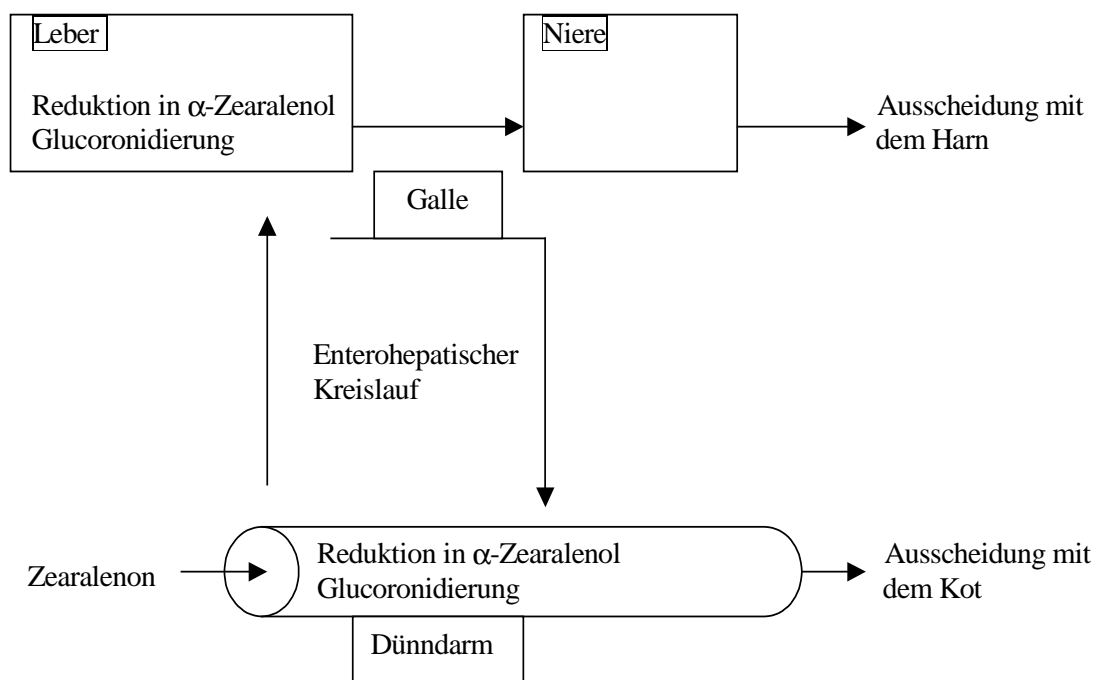 Leber
Niere
Reduktion in α-Zearalenol
Glucoronidierung
Ausscheidung mit
dem Harn
Galle
Enterohepatischer
Kreislauf
Zearalenon
Reduktion in α-Zearalenol
Glucoronidierung
Ausscheidung mit
dem Kot
Dünndarm